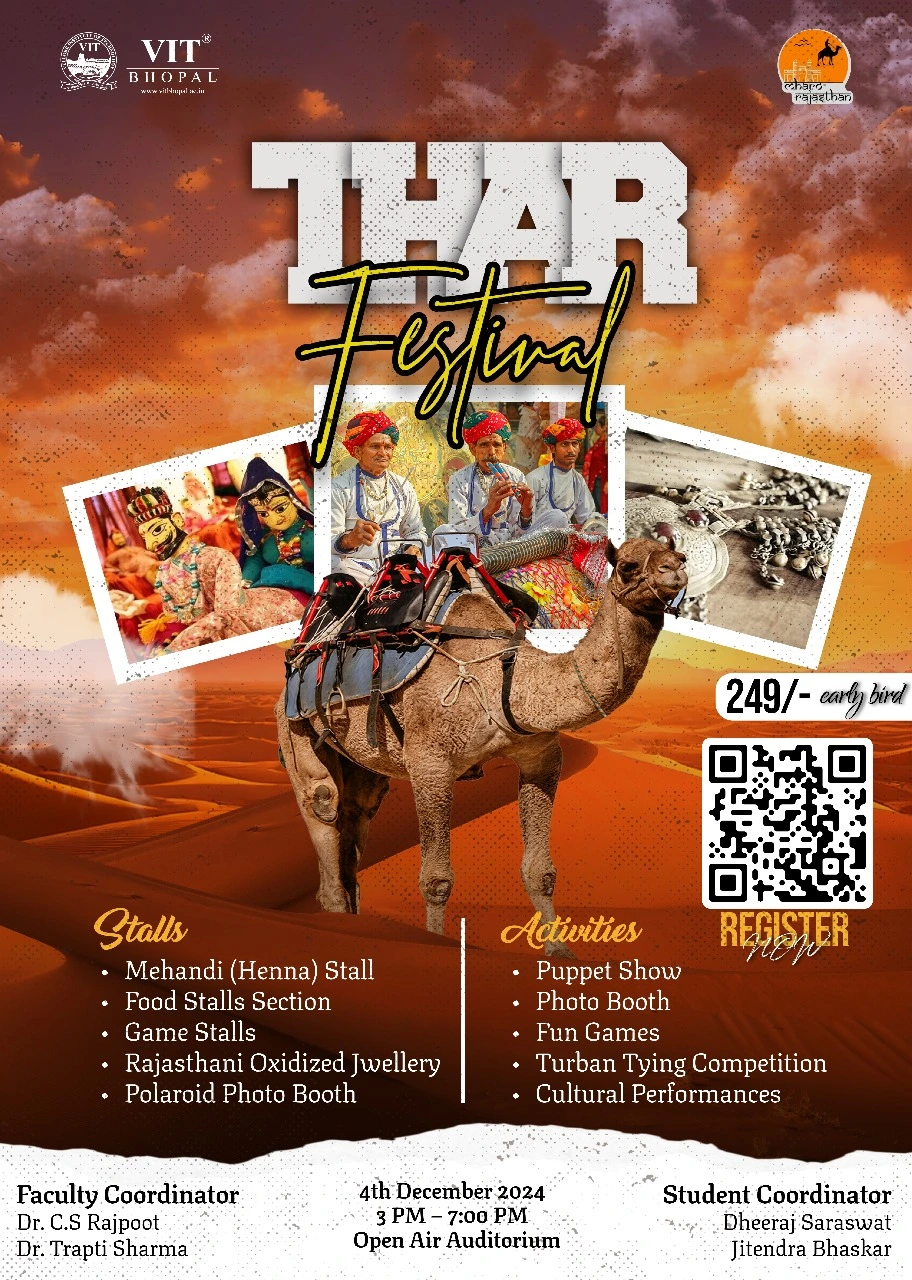 VIT®
BHOPAL
www.vitbhopal.ac.in
VIT
mharo
rajasthan
THAR
Festival
249/- early bird
REGISTER
NOW
Stalls
• Mehandi (Henna) Stall
• Food Stalls Section
• Game Stalls
• Rajasthani Oxidized Jwellery
• Polaroid Photo Booth
Activities
• Puppet Show
• Photo Booth
• Fun Games
• Turban Tying Competition
• Cultural Performances
Faculty Coordinator
Dr. C.S Rajpoot
Dr. Trapti Sharma
4th December 2024
3 PM – 7:00 PM
Open Air Auditorium
Student Coordinator
Dheeraj Saraswat
Jitendra Bhaskar